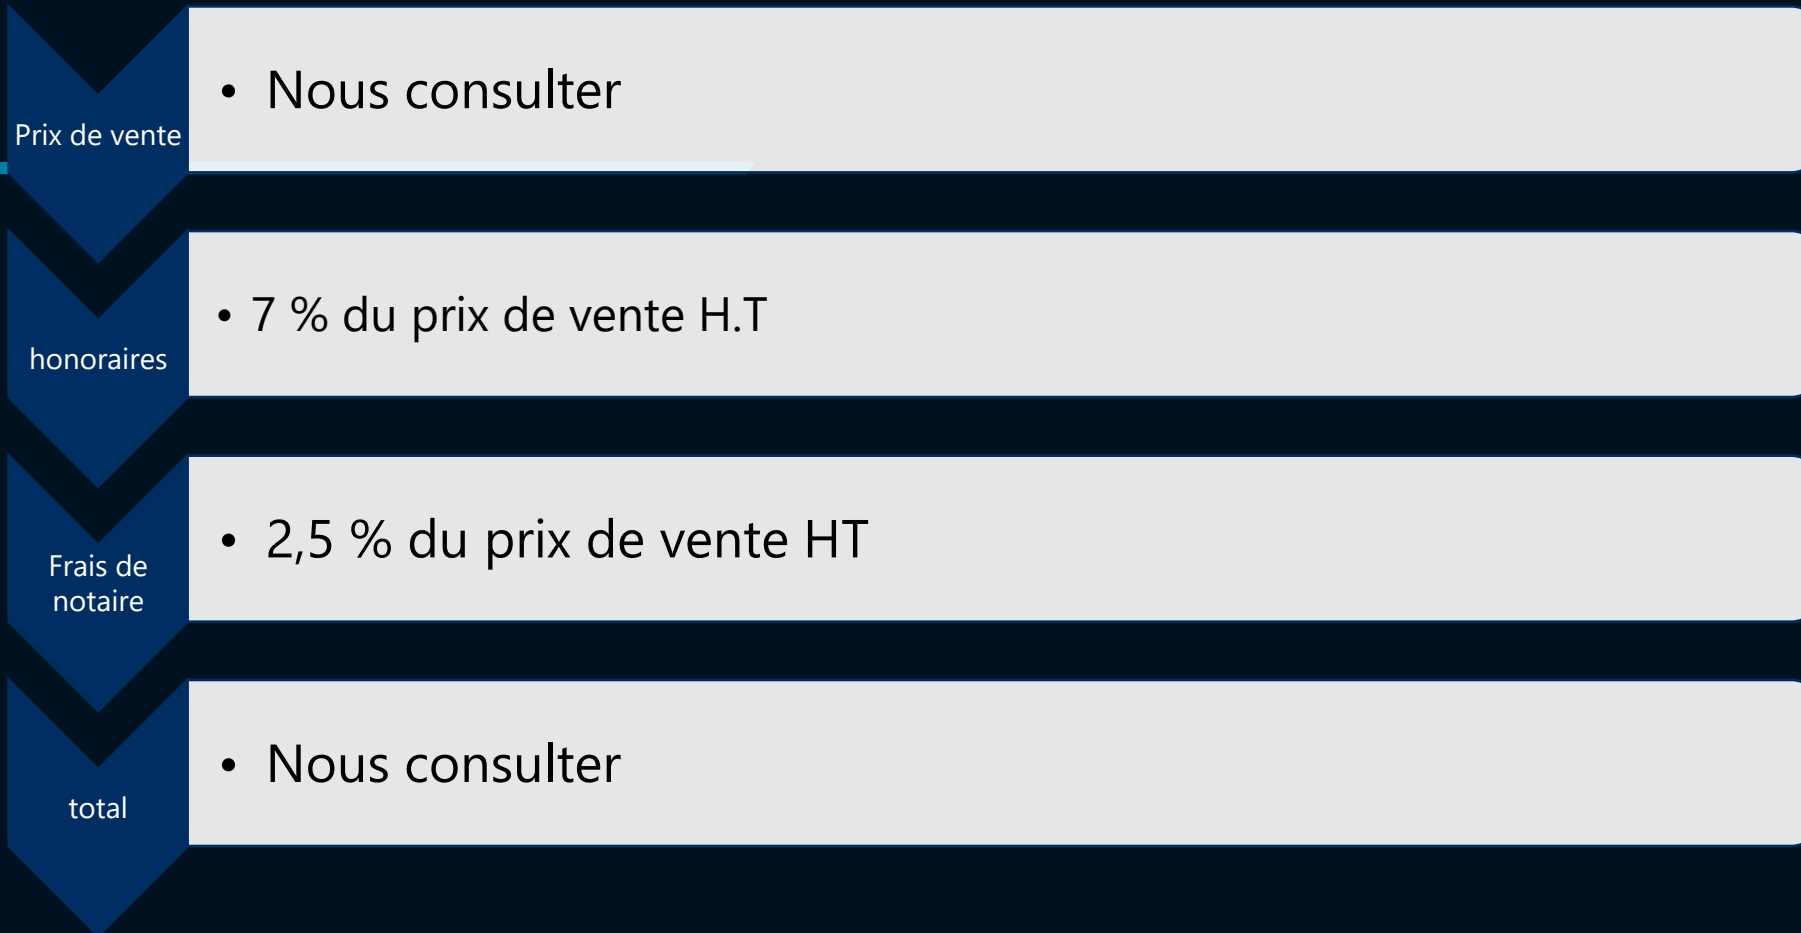 Prix de vente
• Nous consulter
honoraires
• 7 % du prix de vente H.T
Frais de
notaire
• 2,5 % du prix de vente HT
total
• Nous consulter